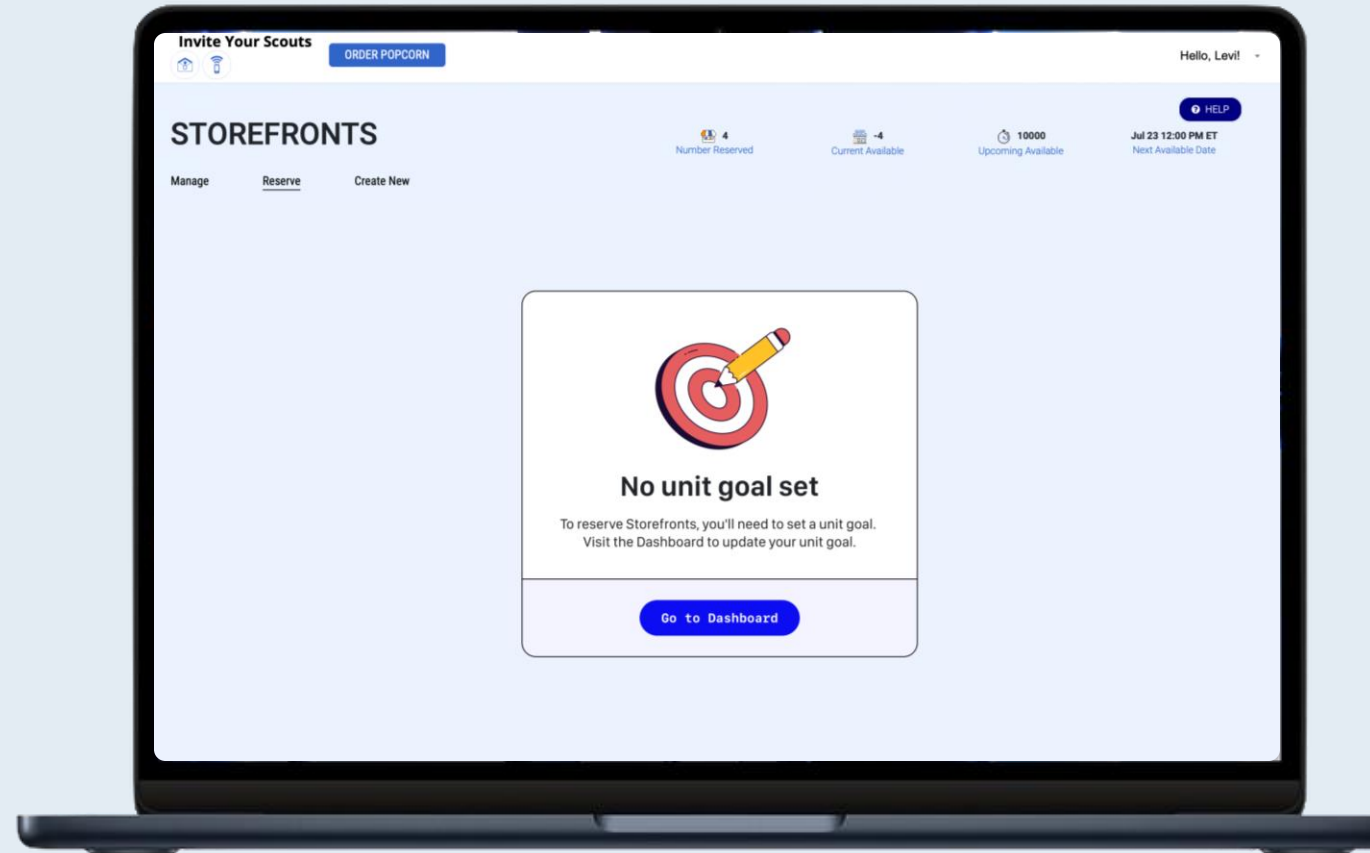 Invite Your Scouts
ORDER POPCORN
Hello, Levi!
HELP
STOREFRONTS
4
Number Reserved
-4
Current Available
10000
Upcoming Available
Jul 23 12:00 PM ET
Next Available Date
Manage
Reserve
Create New
No unit goal set
To reserve Storefronts, you'll need to set a unit goal.
Visit the Dashboard to update your unit goal.
Go to Dashboard